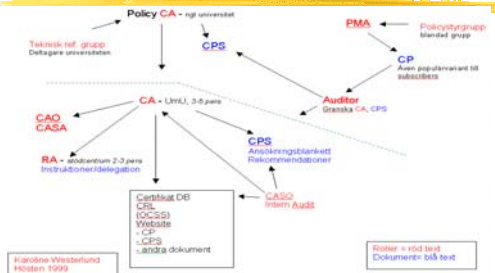 Policy CA - ngt universitet
PMA
Policystyrgrupp
blandad grupp
Teknisk ref. grupp
Deltagare universiteten
CPS
CP
Även populärvariant till
subscribers
Auditor
Granska CA, CPS
CA - UmU, 3-5 pers
CAO
CASA
CPS
Ansökningsblankett
Rekommendationer
RA - stödcentrum 2-3 pers
Instruktioner/delegation
Certifikat DB
CRL
(OCSS)
Website
- CP
- CPS
- andra dokument
CASO
Intern Audit
Karoline Westerlund
Hösten 1999
Roller = röd text
Dokument= blå text